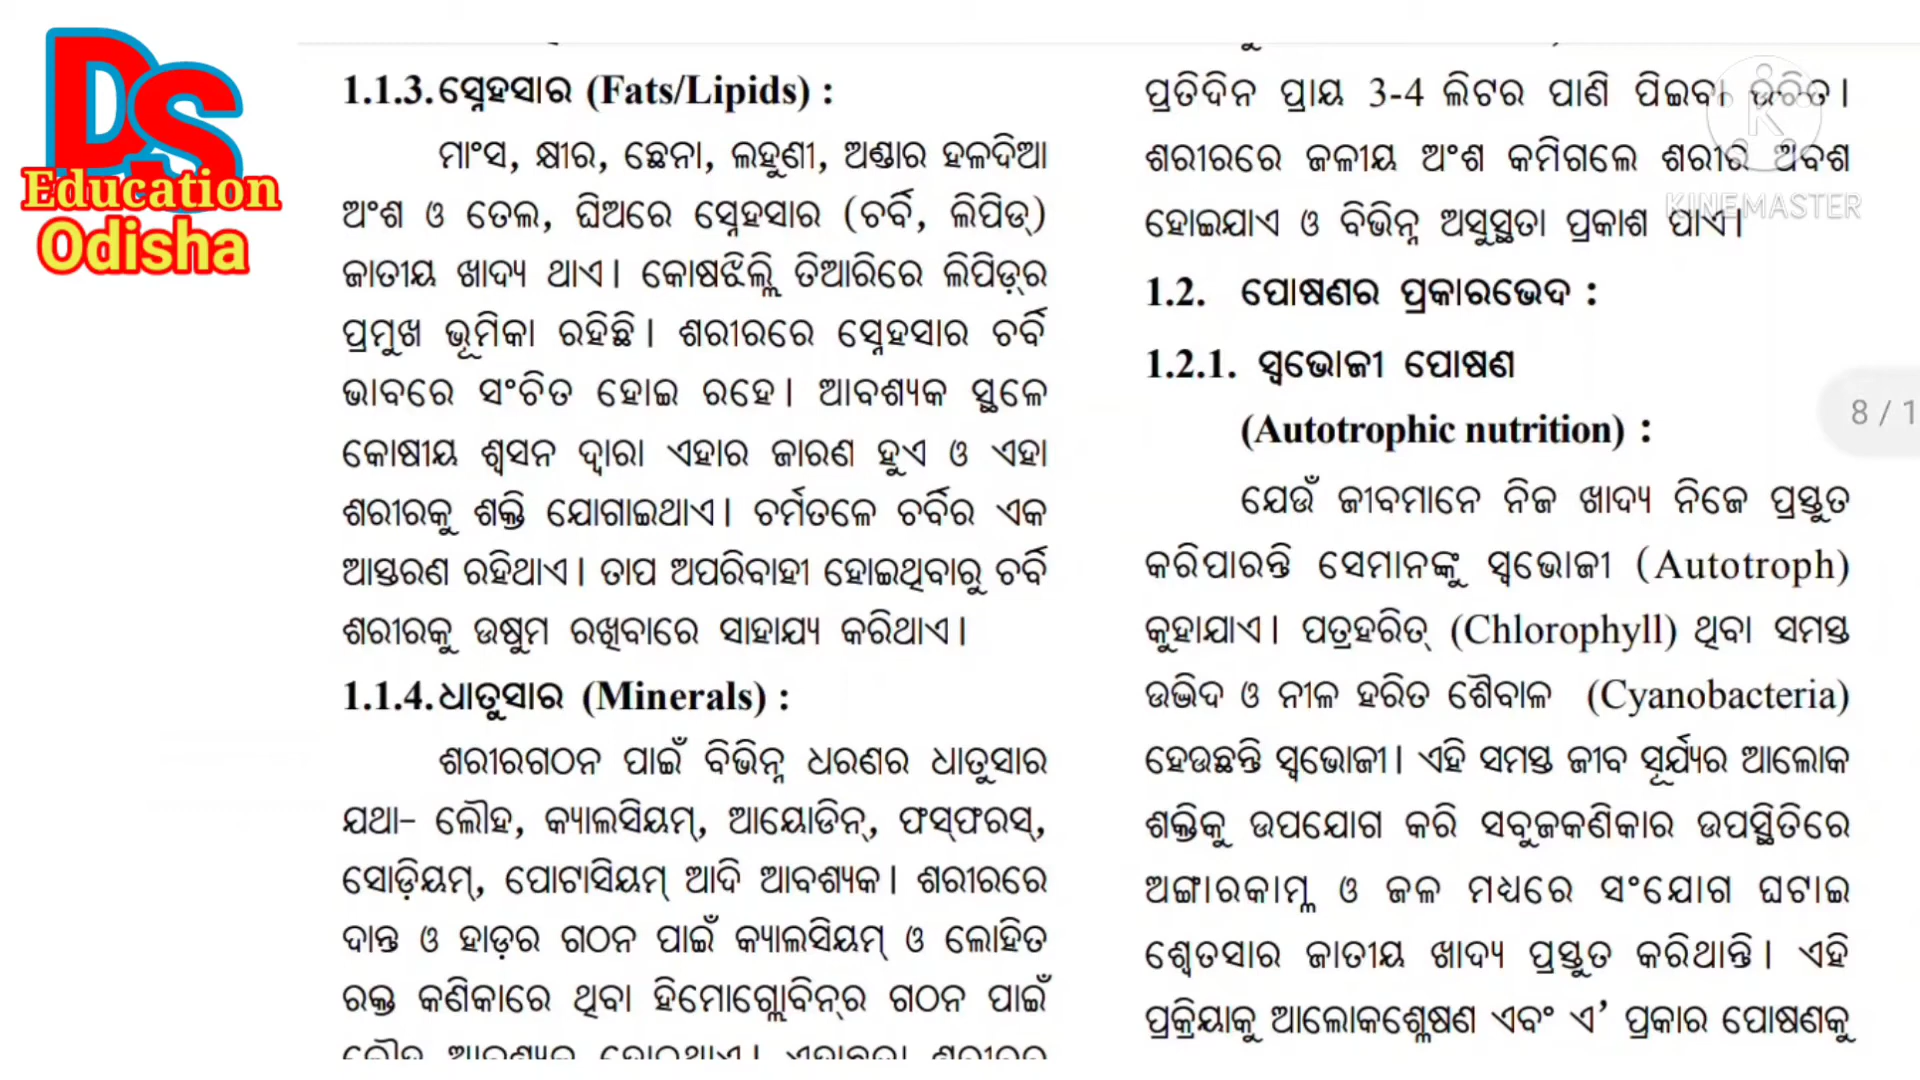 DS
Education
Odisha
1.1.3. ସ୍ନେହସାର (Fats/Lipids) :
ମାଂସ, କ୍ଷୀର, ଛେନା, ଲହୁଣୀ, ଅଣ୍ଡାର ହଳଦିଆ
ଅଂଶ ଓ ତେଲ, ଘିଅରେ ସ୍ନେହସାର (ଚର୍ବି, ଲିପିଡ୍)
ଜାତୀୟ ଖାଦ୍ୟ ଥାଏ। କୋଷଝିଲ୍ଲି ତିଆରିରେ ଲିପିଡ୍‌ର
ପ୍ରମୁଖ ଭୂମିକା ରହିଛି। ଶରୀରରେ ସ୍ନେହସାର ଚର୍ବି
ଭାବରେ ସଂଚିତ ହୋଇ ରହେ। ଆବଶ୍ୟକ ସ୍ଥଳେ
କୋଷୀୟ ଶ୍ୱସନ ଦ୍ୱାରା ଏହାର ଜାରଣ ହୁଏ ଓ ଏହା
ଶରୀରକୁ ଶକ୍ତି ଯୋଗାଇଥାଏ। ଚର୍ମତଳେ ଚର୍ବିର ଏକ
ଆସ୍ତରଣ ରହିଥାଏ। ତାପ ଅପରିବାହୀ ହୋଇଥିବାରୁ ଚର୍ବି
ଶରୀରକୁ ଉଷୁମ ରଖିବାରେ ସାହାଯ୍ୟ କରିଥାଏ।
1.1.4. ଧାତୁସାର (Minerals) :
ଶରୀରଗଠନ ପାଇଁ ବିଭିନ୍ନ ଧରଣର ଧାତୁସାର
ଯଥା- ଲୌହ, କ୍ୟାଲସିୟମ୍, ଆୟୋଡିନ୍, ଫସ୍‌ଫରସ୍,
ସୋଡ଼ିୟମ୍, ପୋଟାସିୟମ୍ ଆଦି ଆବଶ୍ୟକ। ଶରୀରରେ
ଦାନ୍ତ ଓ ହାଡ଼ର ଗଠନ ପାଇଁ କ୍ୟାଲସିୟମ୍ ଓ ଲୋହିତ
ରକ୍ତ କଣିକାରେ ଥିବା ହିମୋଗ୍ଲୋବିନ୍‌ର ଗଠନ ପାଇଁ
ପ୍ରତିଦିନ ପ୍ରାୟ 3-4 ଲିଟର ପାଣି ପିଇବା ଉଚିତ।
ଶରୀରରେ ଜଳୀୟ ଅଂଶ କମିଗଲେ ଶରୀର ଅବଶ
ହୋଇଯାଏ ଓ ବିଭିନ୍ନ ଅସୁସ୍ଥତା ପ୍ରକାଶ ପାଏ।
KINEMASTER
1.2. ପୋଷଣର ପ୍ରକାରଭେଦ :
1.2.1. ସ୍ୱଭୋଜୀ ପୋଷଣ
(Autotrophic nutrition) :
8 / 1
ଯେଉଁ ଜୀବମାନେ ନିଜ ଖାଦ୍ୟ ନିଜେ ପ୍ରସ୍ତୁତ
କରିପାରନ୍ତି ସେମାନଙ୍କୁ ସ୍ୱଭୋଜୀ (Autotroph)
କୁହାଯାଏ। ପତ୍ରହରିତ୍ (Chlorophyll) ଥିବା ସମସ୍ତ
ଉଦ୍ଭିଦ ଓ ନୀଳ ହରିତ ଶୈବାଳ (Cyanobacteria)
ହେଉଛନ୍ତି ସ୍ୱଭୋଜୀ। ଏହି ସମସ୍ତ ଜୀବ ସୂର୍ଯ୍ୟର ଆଲୋକ
ଶକ୍ତିକୁ ଉପଯୋଗ କରି ସବୁଜକଣିକାର ଉପସ୍ଥିତିରେ
ଅଙ୍ଗାରକାମ୍ଳ ଓ ଜଳ ମଧ୍ୟରେ ସଂଯୋଗ ଘଟାଇ
ଶ୍ୱେତସାର ଜାତୀୟ ଖାଦ୍ୟ ପ୍ରସ୍ତୁତ କରିଥାନ୍ତି। ଏହି
ପ୍ରକ୍ରିୟାକୁ ଆଲୋକଶ୍ଳେଷଣ ଏବଂ ଏ’ ପ୍ରକାର ପୋଷଣକୁ